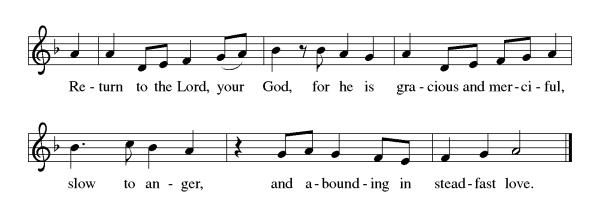 Re - turn to the Lord, your God, for he is gra - cious and mer - ci - ful,
slow to an - ger, and a - bound - ing in stead - fast love.